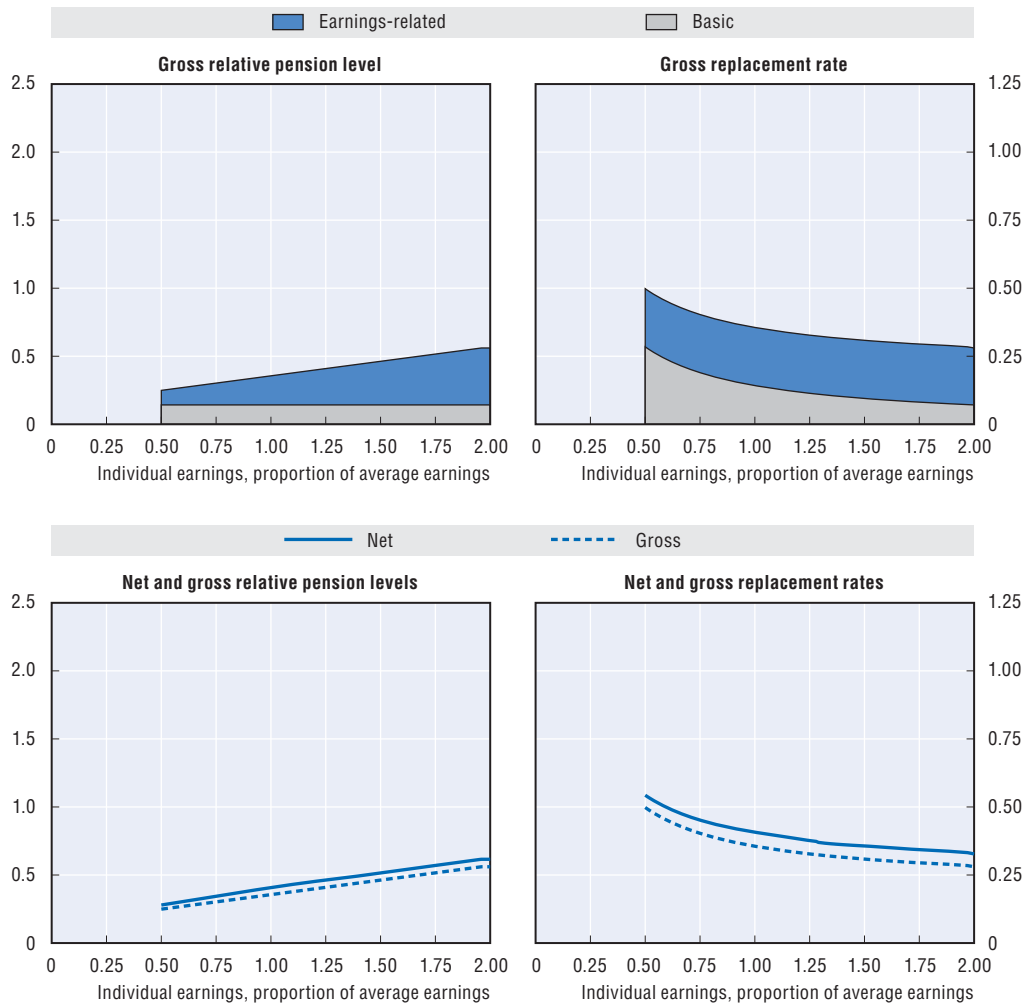 Earnings-related Basic
Gross relative pension level
2.5
2.0
1.5
1.0
0.5
0
0 0.25 0.50 0.75 1.00 1.25 1.50 1.75 2.00
Individual earnings, proportion of average earnings
Gross replacement rate
1.25
1.00
0.75
0.50
0.25
0
0 0.25 0.50 0.75 1.00 1.25 1.50 1.75 2.00
Individual earnings, proportion of average earnings
Net Gross
Net and gross relative pension levels
2.5
2.0
1.5
1.0
0.5
0
0 0.25 0.50 0.75 1.00 1.25 1.50 1.75 2.00
Individual earnings, proportion of average earnings
Net and gross replacement rates
1.25
1.00
0.75
0.50
0.25
0
0 0.25 0.50 0.75 1.00 1.25 1.50 1.75 2.00
Individual earnings, proportion of average earnings